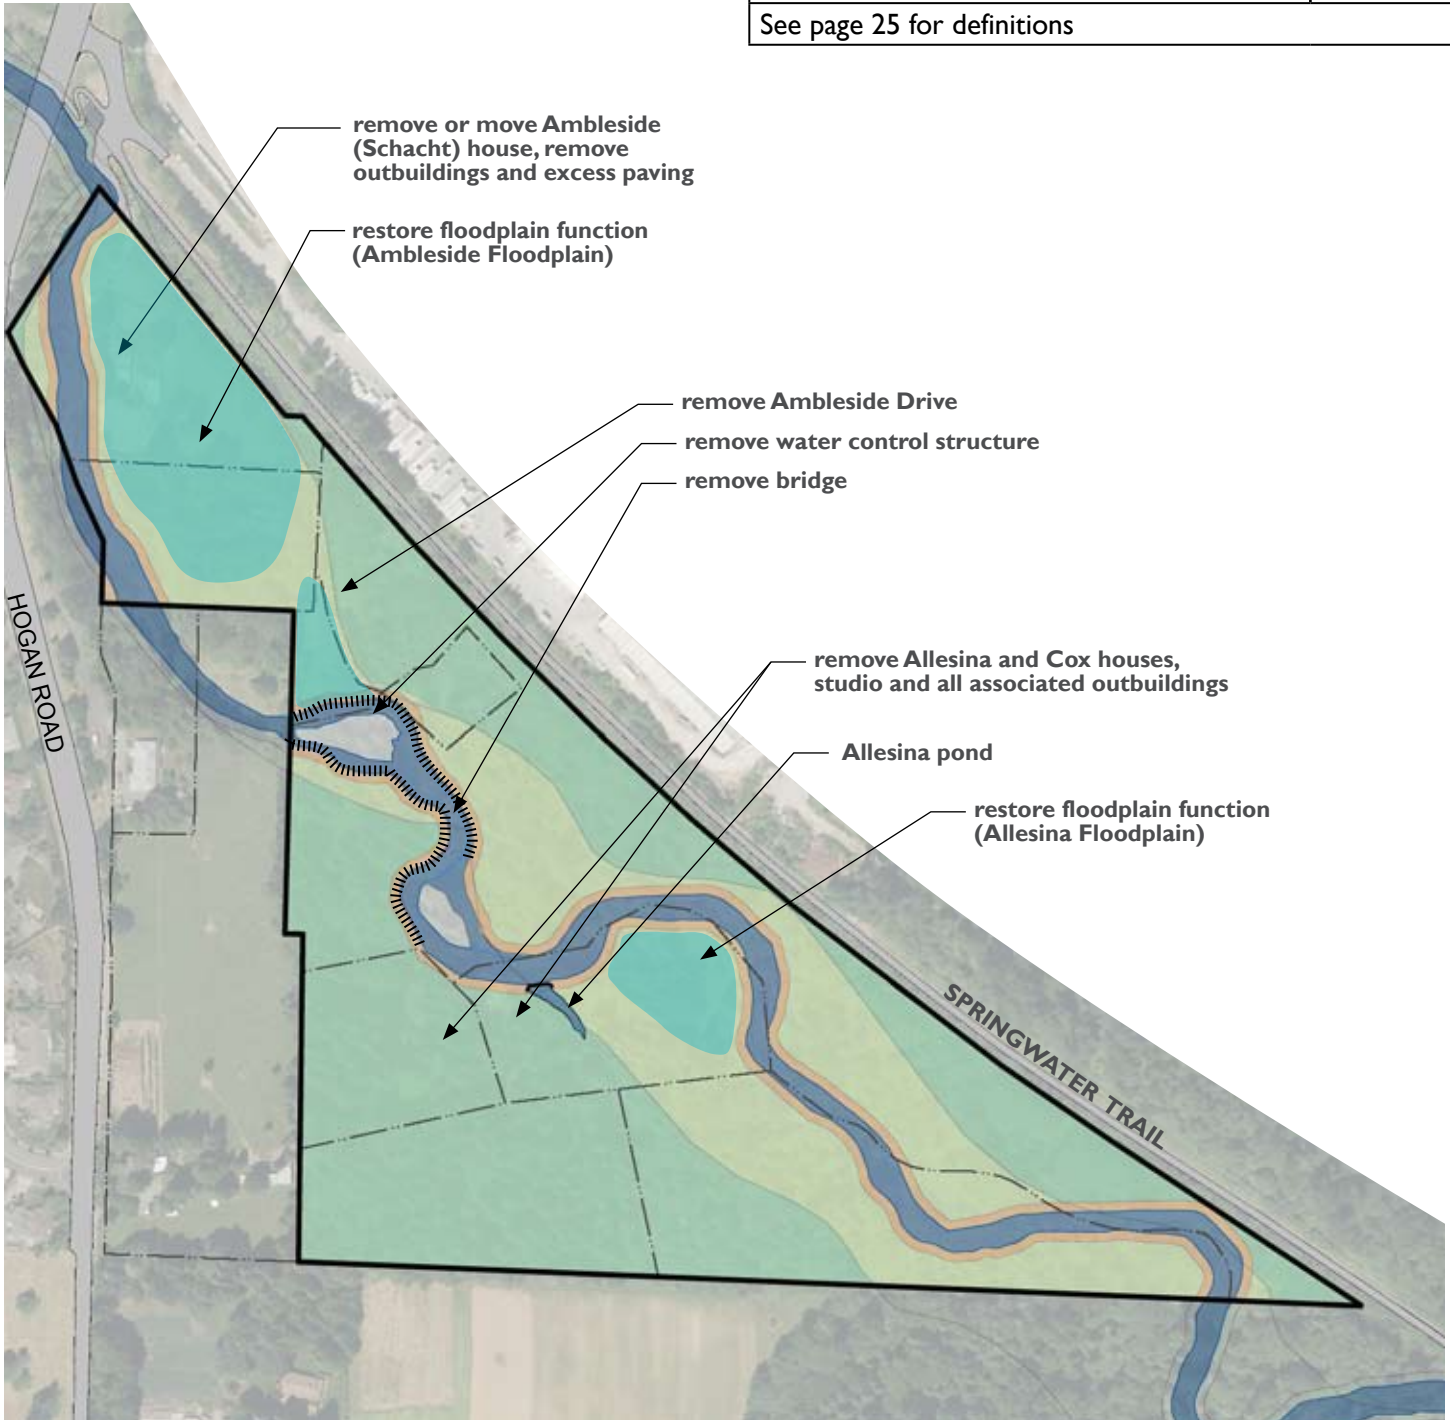 See page 25 for definitions
remove or move Ambleside
(Schacht) house, remove
outbuildings and excess paving
restore floodplain function
(Ambleside Floodplain)
remove Ambleside Drive
remove water control structure
remove bridge
HOGAN ROAD
remove Allesina and Cox houses,
studio and all associated outbuildings
Allesina pond
restore floodplain function
(Allesina Floodplain)
SPRINGWATER TRAIL